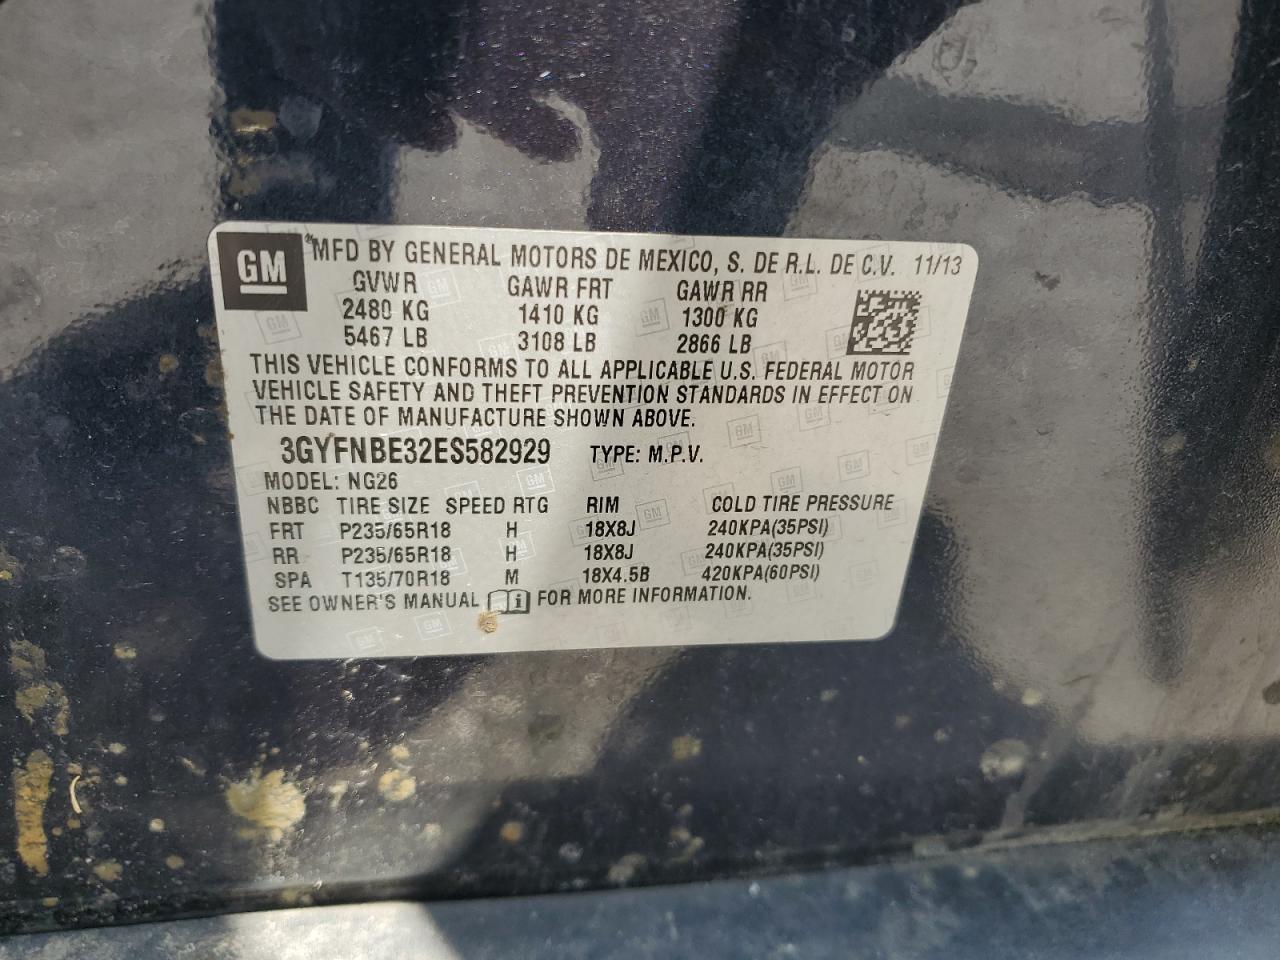 GM
MFD BY GENERAL MOTORS DE MEXICO, S. DE R.L. DE C.V. 11/13
GVWR GAWR FRT GAWR RR
2480 KG 1410 KG 1300 KG
5467 LB 3108 LB 2866 LB
THIS VEHICLE CONFORMS TO ALL APPLICABLE U.S. FEDERAL MOTOR
VEHICLE SAFETY AND THEFT PREVENTION STANDARDS IN EFFECT ON
THE DATE OF MANUFACTURE SHOWN ABOVE.
3GYFNBE32ES582929 TYPE: M.P.V.
MODEL: NG26
NBBC TIRE SIZE SPEED RTG RIM COLD TIRE PRESSURE
FRT P235/65R18 H 18X8J 240KPA(35PSI)
RR P235/65R18 H 18X8J 240KPA(35PSI)
SPA T135/70R18 M 18X4.5B 420KPA(60PSI)
SEE OWNER'S MANUAL i FOR MORE INFORMATION.